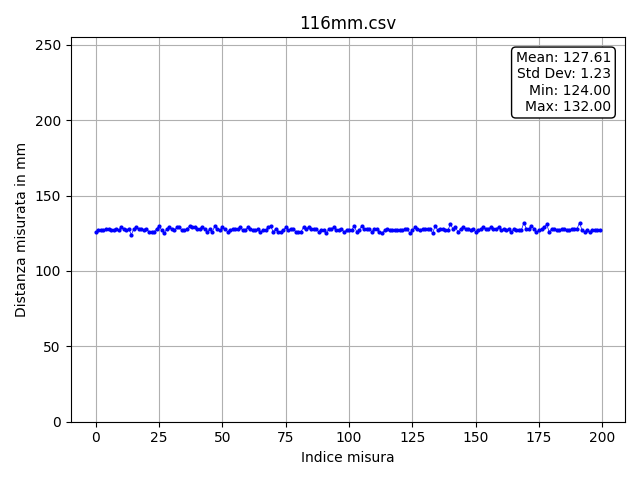 116mm.csv
Mean: 127.61
Std Dev: 1.23
Min: 124.00
Max: 132.00
Distanza misurata in mm
250
200
150
100
50
0
0 25 50 75 100 125 150 175 200
Indice misura